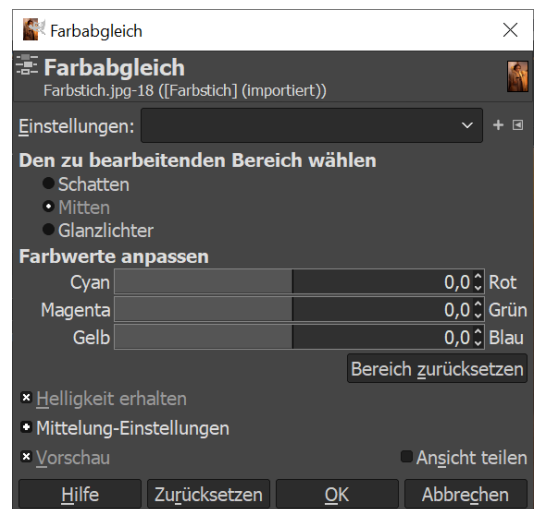 Farbabgleich
Farbabgleich
Farbstich.jpg-18 ([Farbstich] (importiert))
Einstellungen:
Den zu bearbeitenden Bereich wählen
Schatten
Mitten
Glanzlichter
Farbwerte anpassen
Cyan 0,0 Rot
Magenta 0,0 Grün
Gelb 0,0 Blau
Bereich zurücksetzen
Helligkeit erhalten
Mittelung-Einstellungen
Vorschau Ansicht teilen
Hilfe Zurücksetzen OK Abbrechen